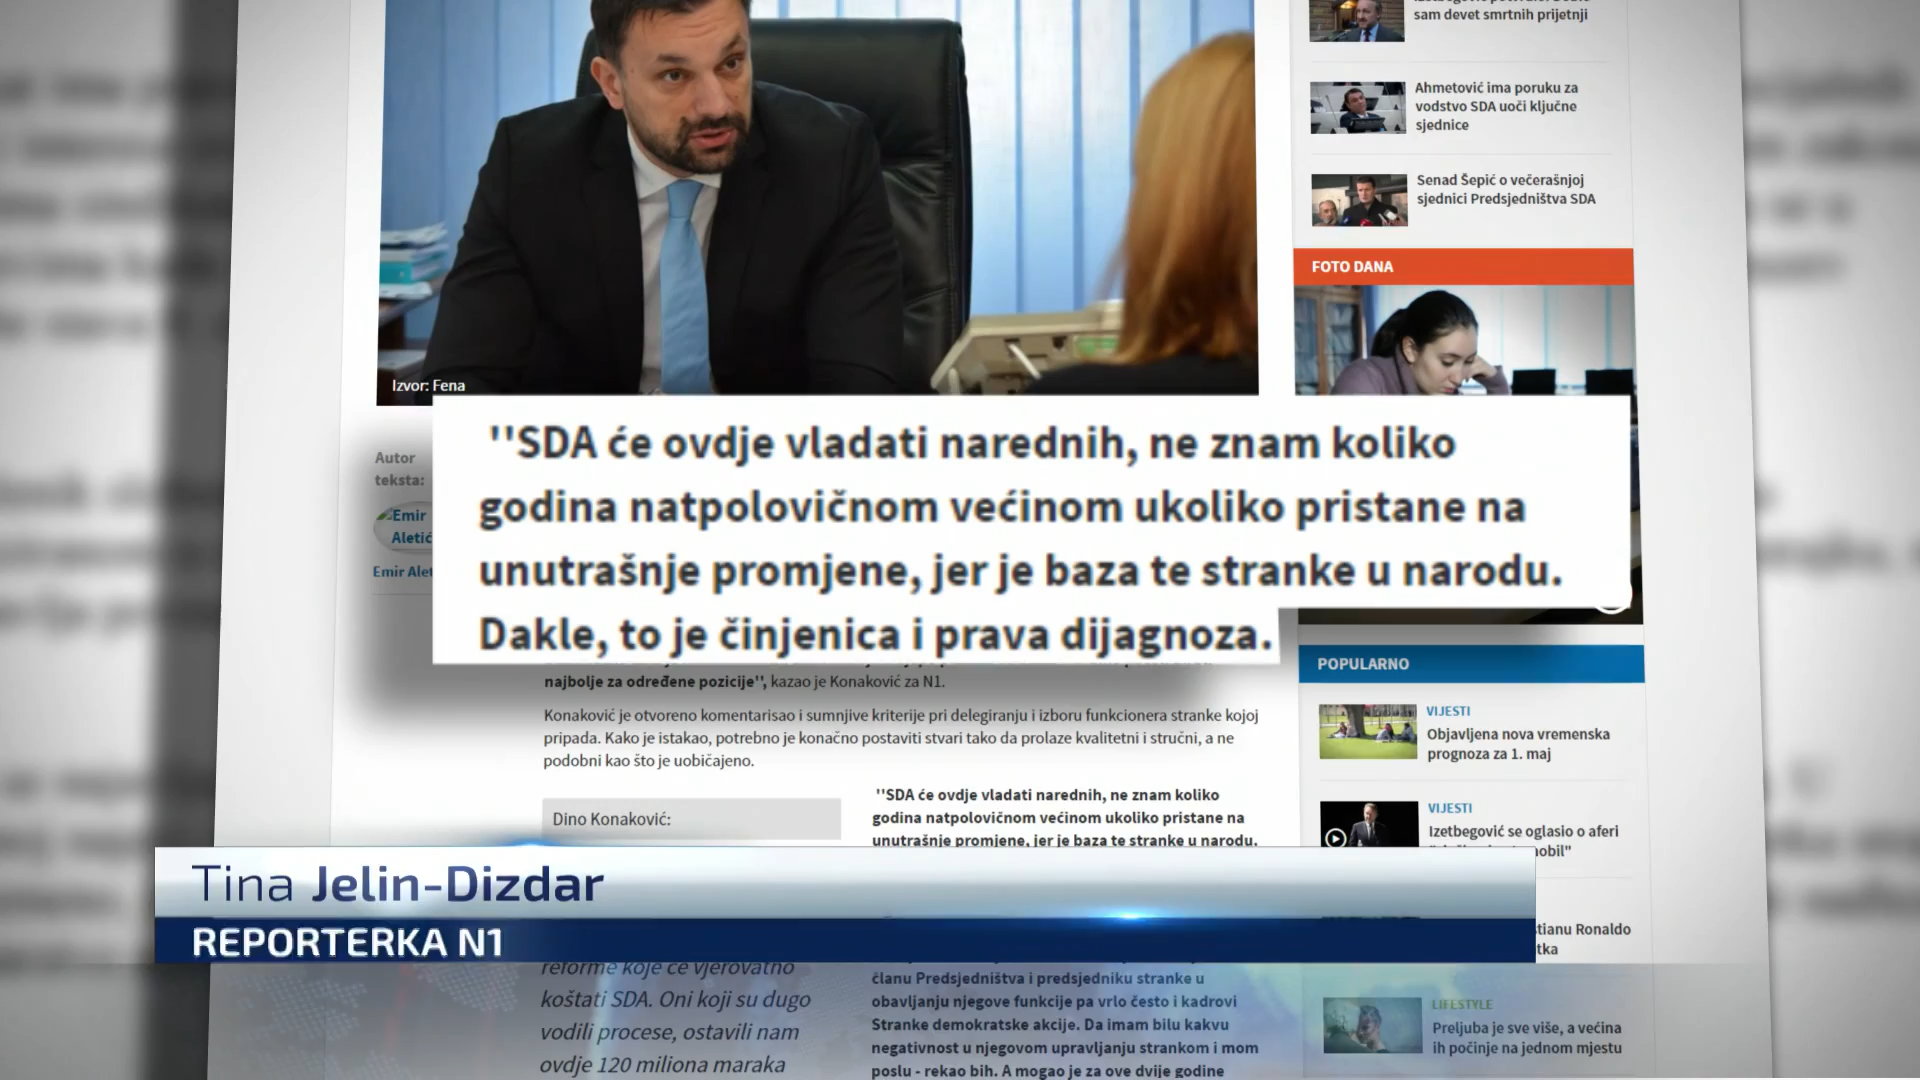 sam devet smrtnih prijetnji
Ahmetović ima poruku za
vodstvo SDA uoči ključne
sjednice
Senad Šepić o večerašnjoj
sjednici Predsjedništva SDA
FOTO DANA
Izvor: Fena
Autor
teksta:
Emir
Aletić
Emir Alet
''SDA će ovdje vladati narednih, ne znam koliko
godina natpolovičnom većinom ukoliko pristane na
unutrašnje promjene, jer je baza te stranke u narodu.
Dakle, to je činjenica i prava dijagnoza.
najbolje za određene pozicije'', kazao je Konaković za N1.
Konaković je otvoreno komentarisao i sumnjive kriterije pri delegiranju i izboru funkcionera stranke kojoj
pripada. Kako je istakao, potrebno je konačno postaviti stvari tako da prolaze kvalitetni i stručni, a ne
podobni kao što je uobičajeno.
Dino Konaković:
''SDA će ovdje vladati narednih, ne znam koliko
godina natpolovičnom većinom ukoliko pristane na
unutrašnje promjene, jer je baza te stranke u narodu.
POPULARNO
VIJESTI
Objavljena nova vremenska
prognoza za 1. maj
VIJESTI
Izetbegović se oglasio o aferi
mobil"
Tina Jelin-Dizdar
REPORTERKA N1
stianu Ronaldo
tka
reforme koje će vjerovatno
koštati SDA. Oni koji su dugo
vodili procese, ostavili nam
ovdje 120 miliona maraka
članu Predsjedništva i predsjedniku stranke u
obavljanju njegove funkcije pa vrlo često i kadrovi
Stranke demokratske akcije. Da imam bilu kakvu
negativnost u njegovom upravljanju strankom i mom
poslu - rekao bih. A mogao je za ove dvije godine
LIFESTYLE
Preljuba je sve više, a većina
ih počinje na jednom mjestu